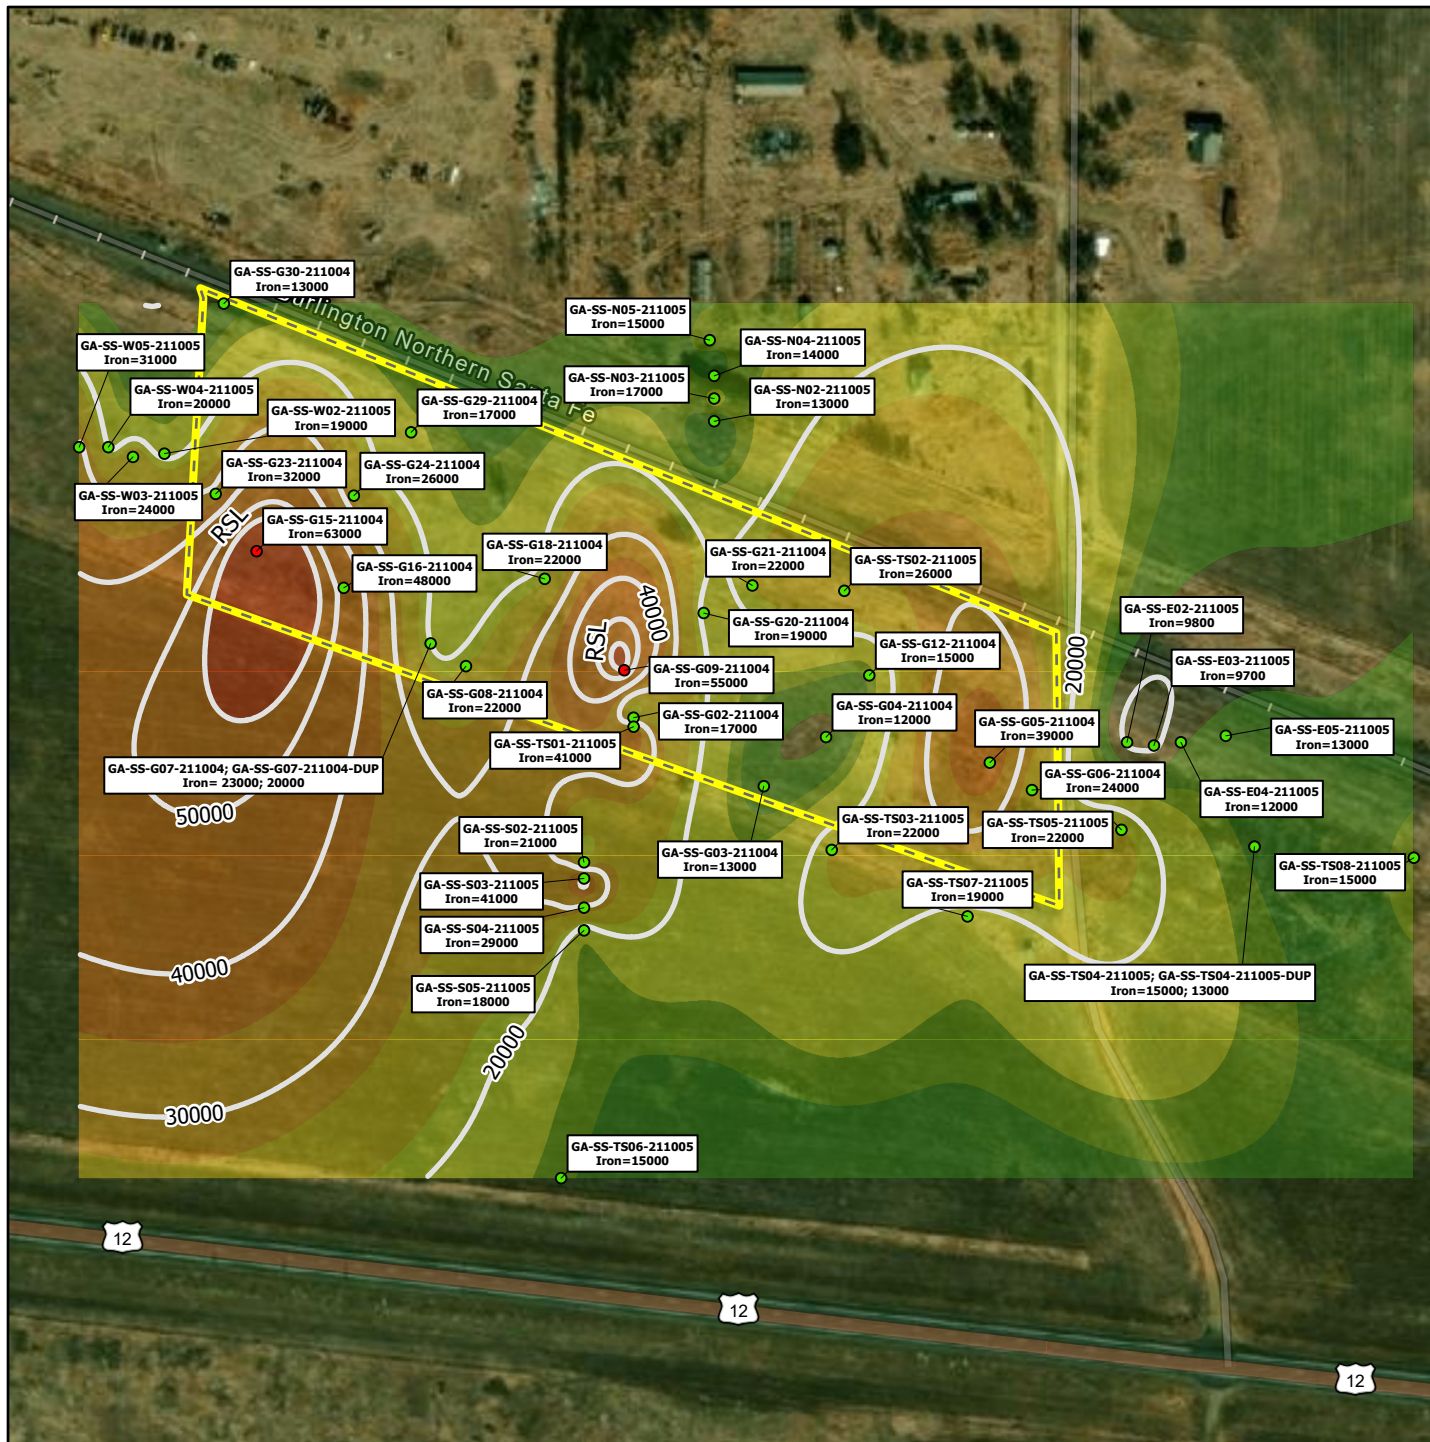 GA-SS-G30-211004
Iron=13000
Burlington Northern Santa Fe
GA-SS-N05-211005
Iron=15000
GA-SS-N04-211005
Iron=14000
GA-SS-W05-211005
Iron=31000
GA-SS-W04-211005
Iron=20000
GA-SS-W02-211005
Iron=19000
GA-SS-G29-211004
Iron=17000
GA-SS-N03-211005
Iron=17000
GA-SS-N02-211005
Iron=13000
GA-SS-G23-211004
Iron=32000
GA-SS-G24-211004
Iron=26000
GA-SS-W03-211005
Iron=24000
RSL
GA-SS-G15-211004
Iron=63000
GA-SS-G16-211004
Iron=48000
GA-SS-G18-211004
Iron=22000
GA-SS-G21-211004
Iron=22000
GA-SS-TS02-211005
Iron=26000
40000
RSL
GA-SS-G20-211004
Iron=19000
GA-SS-G12-211004
Iron=15000
20000
GA-SS-E02-211005
Iron=9800
GA-SS-E03-211005
Iron=9700
GA-SS-G09-211004
Iron=55000
GA-SS-G08-211004
Iron=22000
GA-SS-G02-211004
Iron=17000
GA-SS-G04-211004
Iron=12000
GA-SS-G05-211004
Iron=39000
GA-SS-E05-211005
Iron=13000
GA-SS-TS01-211005
Iron=41000
GA-SS-G07-211004; GA-SS-G07-211004-DUP
Iron= 23000; 20000
GA-SS-G06-211004
Iron=24000
GA-SS-E04-211005
Iron=12000
50000
GA-SS-S02-211005
Iron=21000
GA-SS-TS03-211005
Iron=22000
GA-SS-TS05-211005
Iron=22000
GA-SS-G03-211004
Iron=13000
GA-SS-TS08-211005
Iron=15000
GA-SS-S03-211005
Iron=41000
GA-SS-TS07-211005
Iron=19000
GA-SS-S04-211005
Iron=29000
40000
GA-SS-S05-211005
Iron=18000
GA-SS-TS04-211005; GA-SS-TS04-211005-DUP
Iron=15000; 13000
20000
30000
GA-SS-TS06-211005
Iron=15000
12
12
12